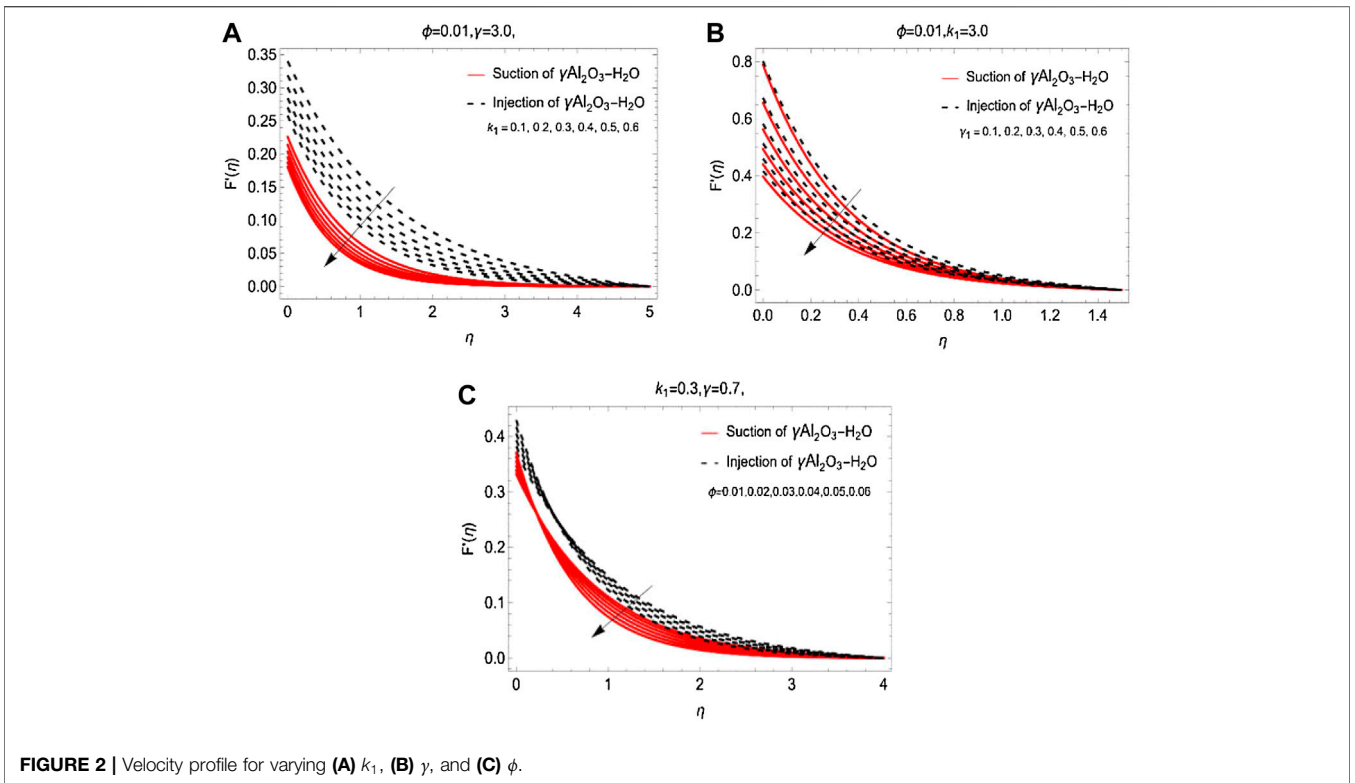 A
ϕ=0.01,γ=3.0,
Suction of γAl₂O₃–H₂O
Injection of γAl₂O₃–H₂O
k₁ = 0.1, 0.2, 0.3, 0.4, 0.5, 0.6
F'(η)
0.35
0.30
0.25
0.20
0.15
0.10
0.05
0.00
0 1 2 3 4 5
η
B
ϕ=0.01,k₁=3.0
Suction of γAl₂O₃–H₂O
Injection of γAl₂O₃–H₂O
γ₁ = 0.1, 0.2, 0.3, 0.4, 0.5, 0.6
F'(η)
0.8
0.6
0.4
0.2
0.0
0.0 0.2 0.4 0.6 0.8 1.0 1.2 1.4
η
C
k₁=0.3,γ=0.7,
Suction of γAl₂O₃–H₂O
Injection of γAl₂O₃–H₂O
ϕ=0.01,0.02,0.03,0.04,0.05,0.06
F'(η)
0.4
0.3
0.2
0.1
0.0
0 1 2 3 4
η
FIGURE 2 | Velocity profile for varying (A) k₁, (B) γ, and (C) ϕ.